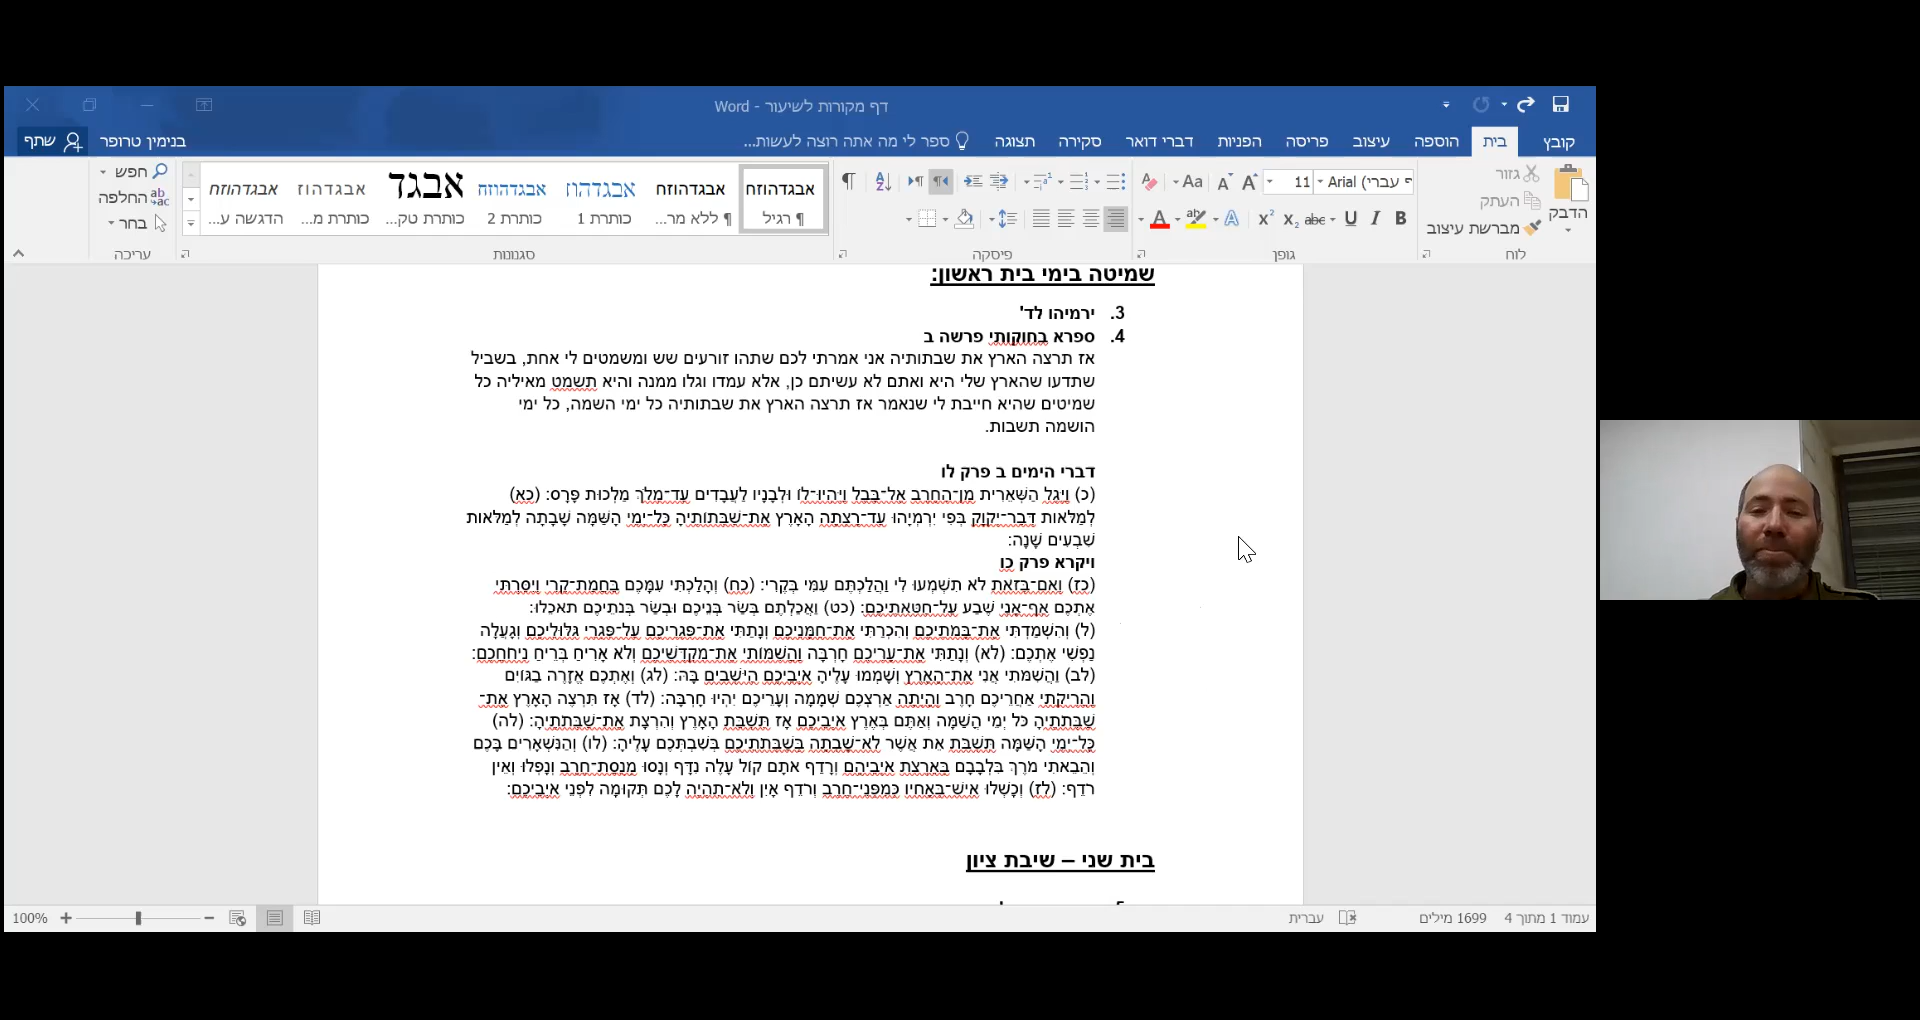 דף מקורות לשיעור - Word
קובץ בית הוספה עיצוב פריסה הפניות דברי דואר סקירה תצוגה ספר לי מה אתה רוצה לעשות... בנימין טרופר שתף
הדבק גזור העתק מברשת עיצוב
Arial (עברי 11 Aa
B I U abc X₂ X² A
אבגדהוזח אבגדהוזח אבגדהוז אבגדהוזח אבגד אבגדהוז אבגדהוזח
¶ רגיל ¶ ללא מר... כותרת 1 כותרת 2 כותרת טק... כותרת מ... הדגשה ע...
חפש
החלפה
בחר
לוח גופן פיסקה סגנונות עריכה
שמיטה בימי בית ראשון:
3. ירמיהו לד'
4. ספרא בחוקותי פרשה ב
אז תרצה הארץ את שבתותיה אני אמרתי לכם שתהו זורעים שש ומשמטים לי אחת, בשביל
שתדעו שהארץ שלי היא ואתם לא עשיתם כן, אלא עמדו וגלו ממנה והיא תשמט מאיליה כל
שמיטים שהיא חייבת לי שנאמר אז תרצה הארץ את שבתותיה כל ימי השמה, כל ימי
הושמה תשבות.
דברי הימים ב פרק לו
(כ) וַיֶּגֶל הַשְּׁאֵרִית מִן־הַחֶרֶב אֶל־בָּבֶל וַיִּהְיוּ־לוֹ וּלְבָנָיו לַעֲבָדִים עַד־מְלֹךְ מַלְכוּת פָּרָס: (כא)
לְמַלֹּאות דְּבַר־יְקֹוָק בְּפִי יִרְמְיָהוּ עַד־רָצְתָה הָאָרֶץ אֶת־שַׁבְּתוֹתֶיהָ כָּל־יְמֵי הָשַּׁמָּה שָׁבָתָה לְמַלֹּאות
שִׁבְעִים שָׁנָה:
ויקרא פרק כו
(כז) וְאִם־בְּזֹאת לֹא תִשְׁמְעוּ לִי וַהֲלַכְתֶּם עִמִּי בְּקֶרִי: (כח) וְהָלַכְתִּי עִמָּכֶם בַּחֲמַת־קֶרִי וְיִסַּרְתִּי
אֶתְכֶם אַף־אָנִי שֶׁבַע עַל־חַטֹּאתֵיכֶם: (כט) וַאֲכַלְתֶּם בְּשַׂר בְּנֵיכֶם וּבְשַׂר בְּנֹתֵיכֶם תֹּאכֵלוּ:
(ל) וְהִשְׁמַדְתִּי אֶת־בָּמֹתֵיכֶם וְהִכְרַתִּי אֶת־חַמָּנֵיכֶם וְנָתַתִּי אֶת־פִּגְרֵיכֶם עַל־פִּגְרֵי גִּלּוּלֵיכֶם וְגָעֲלָה
נַפְשִׁי אֶתְכֶם: (לא) וְנָתַתִּי אֶת־עָרֵיכֶם חָרְבָּה וַהֲשִׁמּוֹתִי אֶת־מִקְדְּשֵׁיכֶם וְלֹא אָרִיחַ בְּרֵיחַ נִיחֹחֲכֶם:
(לב) וַהֲשִׁמֹּתִי אֲנִי אֶת־הָאָרֶץ וְשָׁמְמוּ עָלֶיהָ אֹיְבֵיכֶם הַיֹּשְׁבִים בָּהּ: (לג) וְאֶתְכֶם אֱזָרֶה בַגּוֹיִם
וַהֲרִיקֹתִי אַחֲרֵיכֶם חָרֶב וְהָיְתָה אַרְצְכֶם שְׁמָמָה וְעָרֵיכֶם יִהְיוּ חָרְבָּה: (לד) אָז תִּרְצֶה הָאָרֶץ אֶת־
שַׁבְּתֹתֶיהָ כֹּל יְמֵי הֳשַּׁמָּה וְאַתֶּם בְּאֶרֶץ אֹיְבֵיכֶם אָז תִּשְׁבַּת הָאָרֶץ וְהִרְצָת אֶת־שַׁבְּתֹתֶיהָ: (לה)
כָּל־יְמֵי הָשַּׁמָּה תִּשְׁבֹּת אֵת אֲשֶׁר לֹא־שָׁבְתָה בְּשַׁבְּתֹתֵיכֶם בְּשִׁבְתְּכֶם עָלֶיהָ: (לו) וְהַנִּשְׁאָרִים בָּכֶם
וְהֵבֵאתִי מֹרֶךְ בִּלְבָבָם בְּאַרְצֹת אֹיְבֵיהֶם וְרָדַף אֹתָם קוֹל עָלֶה נִדָּף וְנָסוּ מְנֻסַת־חֶרֶב וְנָפְלוּ וְאֵין
רֹדֵף: (לז) וְכָשְׁלוּ אִישׁ־בְּאָחִיו כְּמִפְּנֵי־חֶרֶב וְרֹדֵף אָיִן וְלֹא־תִהְיֶה לָכֶם תְּקוּמָה לִפְנֵי אֹיְבֵיכֶם:
בית שני – שיבת ציון
עמוד 1 מתוך 4 1699 מילים עברית 100%